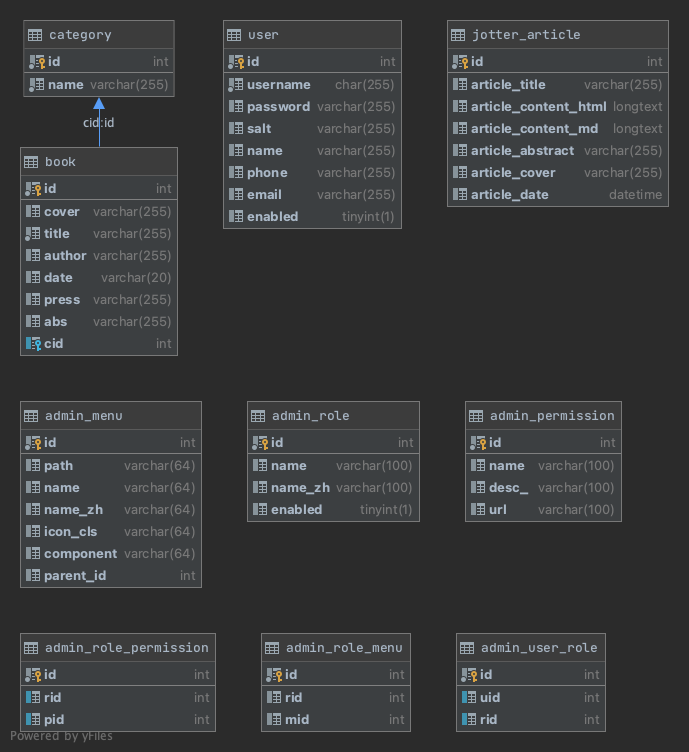 category
id int
name varchar(255)
cid:id
book
id int
cover varchar(255)
title varchar(255)
author varchar(255)
date varchar(20)
press varchar(255)
abs varchar(255)
cid int
user
id int
username char(255)
password varchar(255)
salt varchar(255)
name varchar(255)
phone varchar(255)
email varchar(255)
enabled tinyint(1)
jotter_article
id int
article_title varchar(255)
article_content_html longtext
article_content_md longtext
article_abstract varchar(255)
article_cover varchar(255)
article_date datetime
admin_menu
id int
path varchar(64)
name varchar(64)
name_zh varchar(64)
icon_cls varchar(64)
component varchar(64)
parent_id int
admin_role
id int
name varchar(100)
name_zh varchar(100)
enabled tinyint(1)
admin_permission
id int
name varchar(100)
desc_ varchar(100)
url varchar(100)
admin_role_permission
id int
rid int
pid int
admin_role_menu
id int
rid int
mid int
admin_user_role
id int
uid int
rid int
Powered by yFiles